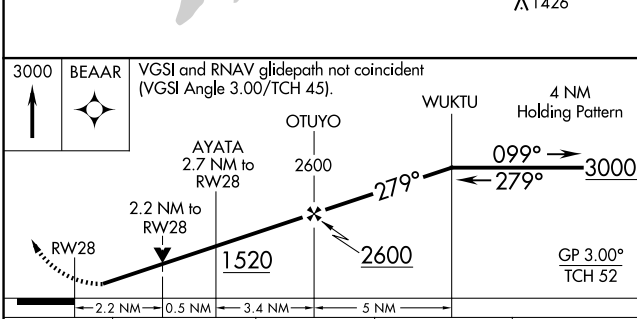 1426
3000
BEAAR
VGSI and RNAV glidepath not coincident
(VGSI Angle 3.00/TCH 45).
WUKTU
4 NM
Holding Pattern
OTUYO
AYATA
2.7 NM to
RW28
2600
099°
279°
3000
279°
2.2 NM to
RW28
RW28
1520
2600
GP 3.00°
TCH 52
2.2 NM
0.5 NM
3.4 NM
5 NM